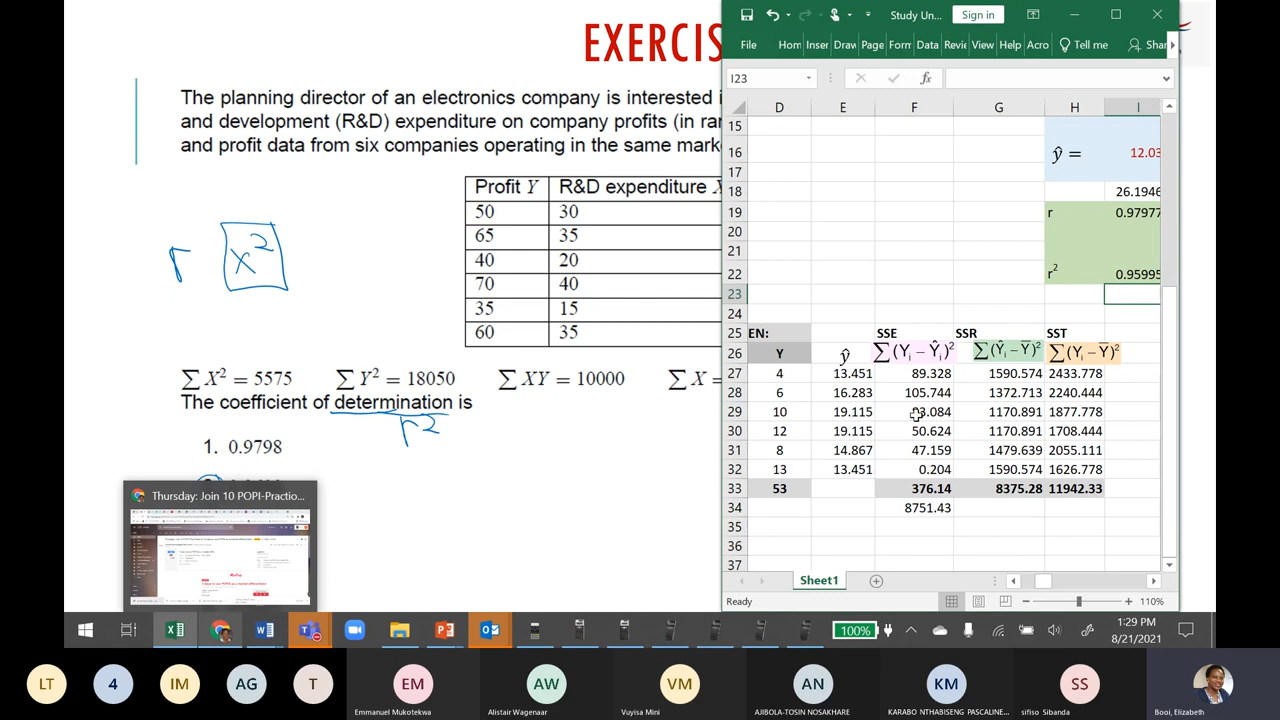 EXERCIS
The planning director of an electronics company is interested i
and development (R&D) expenditure on company profits (in ran
and profit data from six companies operating in the same marke
Profit Y R&D expenditure X
50 30
65 35
40 20
70 40
35 15
60 35
r x²
∑ X² = 5575 ∑ Y² = 18050 ∑ XY = 10000 ∑ X =
The coefficient of determination is
r²
1. 0.9798
Thursday: Join 10 POPI-Practio...
Study Un... Sign in
File Hom Inser Draw Page Form Data Revie View Help Acro Tell me Shar
I23 fx
D E F G H I
15
16 ŷ = 12.03
17
18 26.1946
19 r 0.97977
20
21
22 r² 0.95995
23
24
25 EN: SSE SSR SST
26 Y ŷ ∑(Yᵢ − Ŷᵢ)² ∑(Ŷᵢ − Ȳ)² ∑(Yᵢ − Ȳ)²
27 4 13.451 89.328 1590.574 2433.778
28 6 16.283 105.744 1372.713 2240.444
29 10 19.115 3.084 1170.891 1877.778
30 12 19.115 50.624 1170.891 1708.444
31 8 14.867 47.159 1479.639 2055.111
32 13 13.451 0.204 1590.574 1626.778
33 53 376.14 8375.28 11942.33
34 8751.43
35
36
37
Sheet1
Ready 110%
100% 1:29 PM
8/21/2021
LT 4 IM AG T EM AW VM AN KM SS
Emmanuel Mukotekwa Alistair Wagenaar Vuyisa Mini AJIBOLA-TOSIN NOSAKHARE KARABO NTHABISENG PASCALINE... sifiso Sibanda Booi, Elizabeth